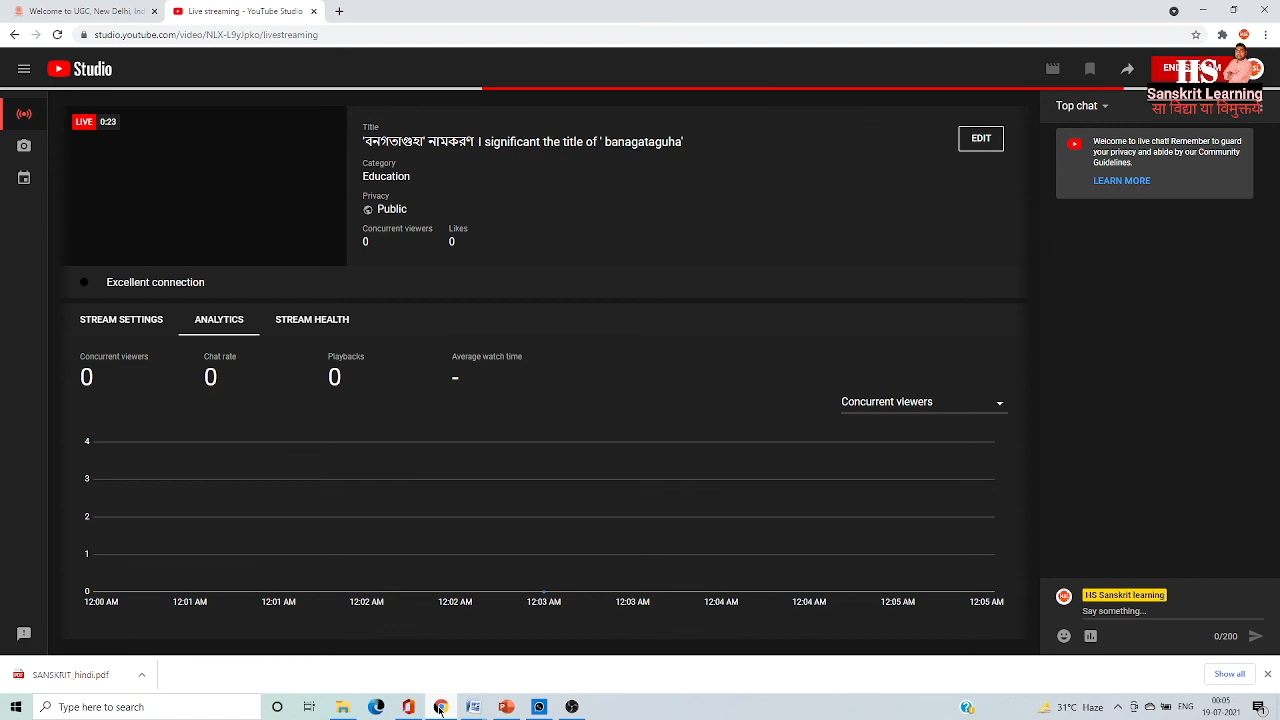 Welcome to UGC, New Delhi, Ind
Live streaming - YouTube Studio
studio.youtube.com/video/NLX-L9yJpko/livestreaming
Studio
HS
Sanskrit Learning
सा विद्या या विमुक्तये
LIVE 0:23
Title
'বনগতাগুহা' নামকরণ । significant the title of ' banagataguha'
EDIT
Category
Education
Privacy
Public
Concurrent viewers Likes
0 0
Excellent connection
Top chat
Welcome to live chat! Remember to guard
your privacy and abide by our Community
Guidelines.
LEARN MORE
STREAM SETTINGS ANALYTICS STREAM HEALTH
Concurrent viewers Chat rate Playbacks Average watch time
0 0 0 -
Concurrent viewers
4
3
2
1
0
12:00 AM 12:01 AM 12:01 AM 12:02 AM 12:02 AM 12:03 AM 12:03 AM 12:04 AM 12:04 AM 12:05 AM 12:05 AM
HS Sanskrit learning
Say something...
0/200
SANSKRIT_hindi.pdf
Show all
Type here to search
31°C Haze
ENG
00:05
19-07-2021